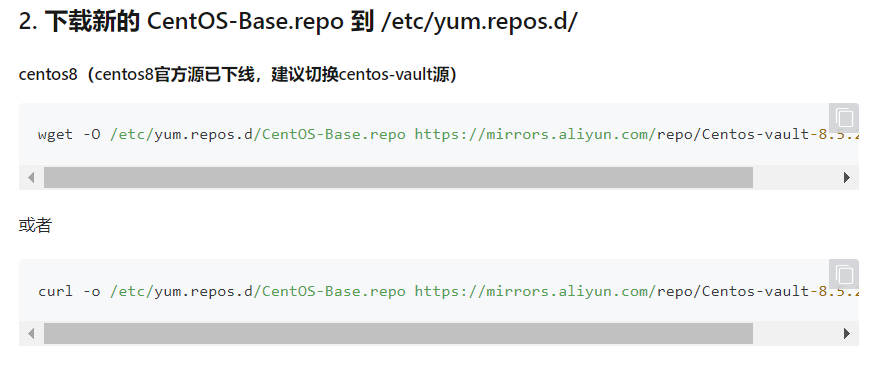 2. 下载新的 CentOS-Base.repo 到 /etc/yum.repos.d/
centos8（centos8官方源已下线，建议切换centos-vault源）
wget -O /etc/yum.repos.d/CentOS-Base.repo https://mirrors.aliyun.com/repo/Centos-vault-8.5.2
或者
curl -o /etc/yum.repos.d/CentOS-Base.repo https://mirrors.aliyun.com/repo/Centos-vault-8.5.2